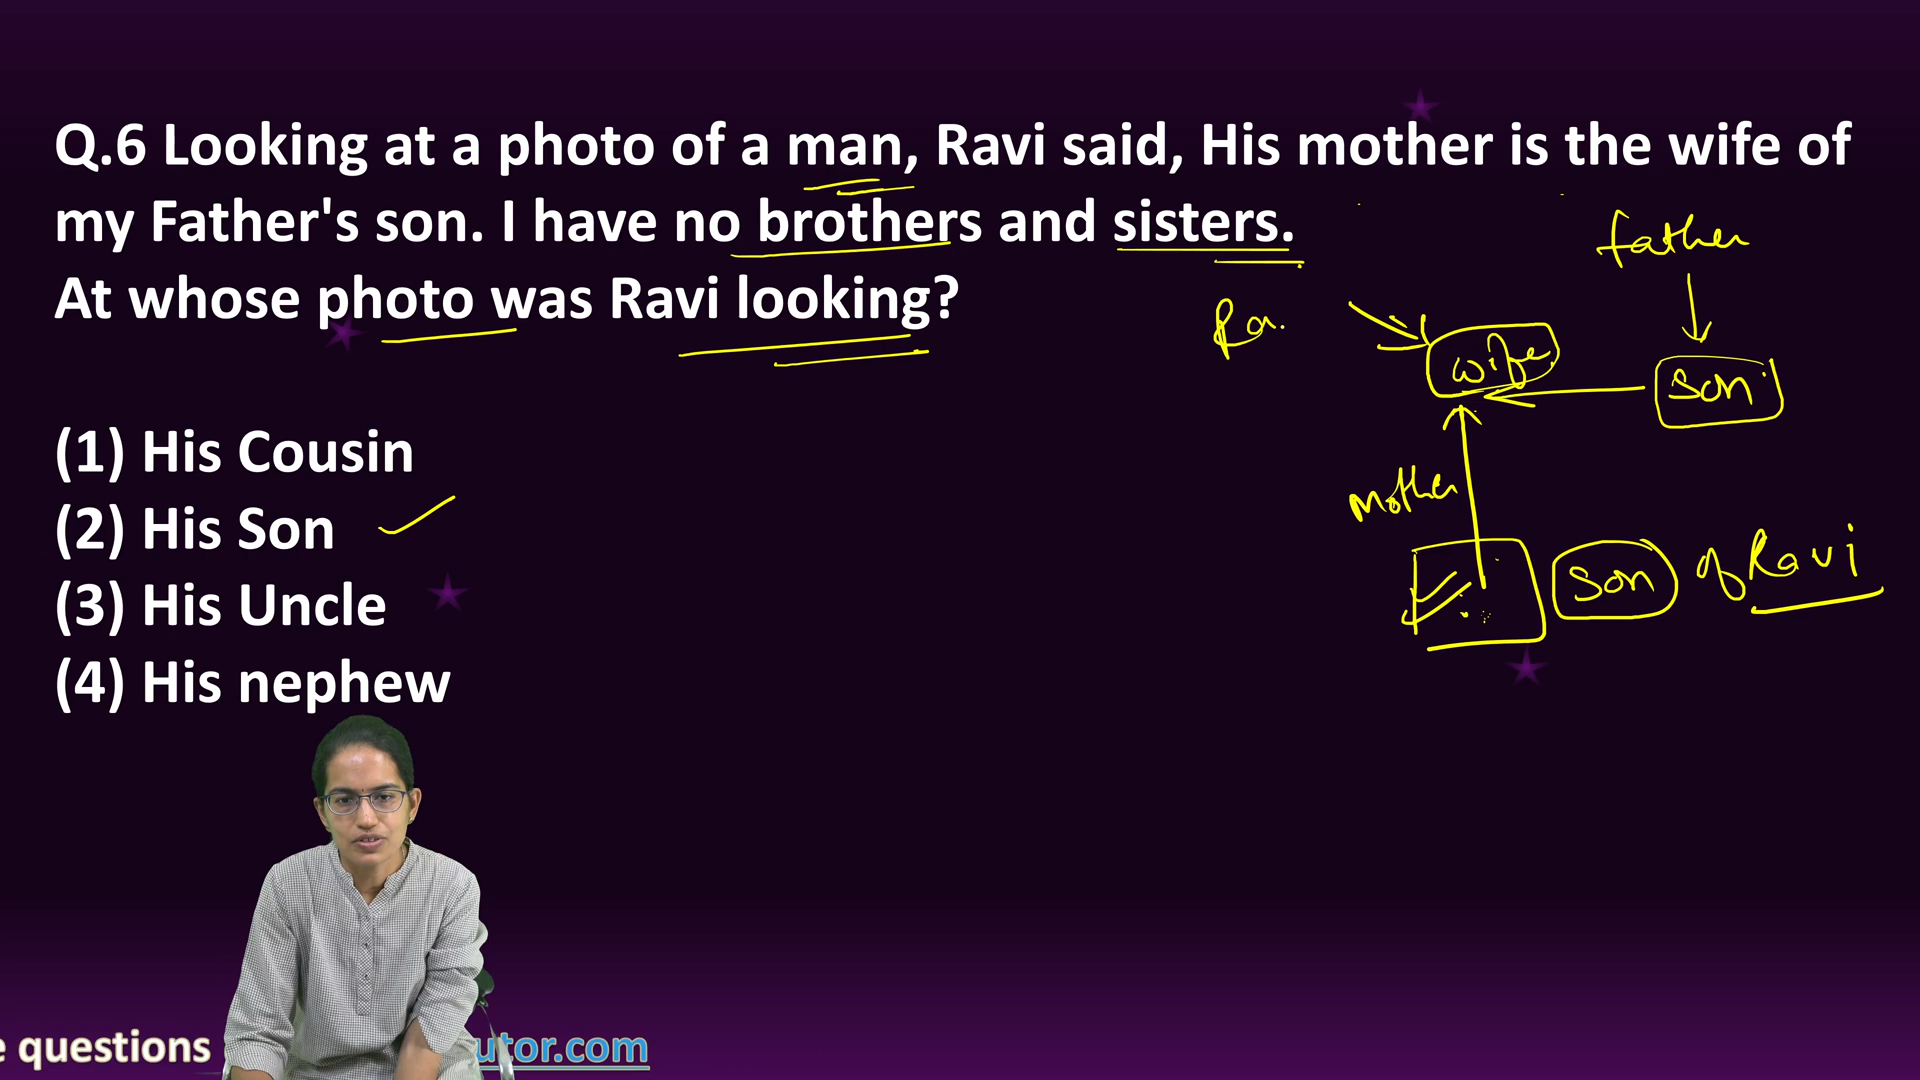 Q.6 Looking at a photo of a man, Ravi said, His mother is the wife of
my Father's son. I have no brothers and sisters.
At whose photo was Ravi looking?
father
Ra.
wife
son
(1) His Cousin
(2) His Son
(3) His Uncle
(4) His nephew
mother
son of Ravi
e questions
utor.com